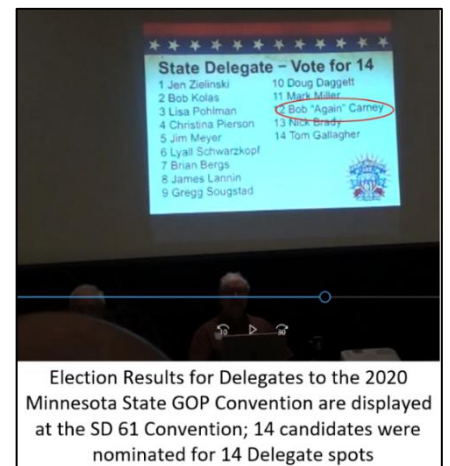 State Delegate – Vote for 14
1 Jen Zielinski
2 Bob Kolas
3 Lisa Pohlman
4 Christina Pierson
5 Jim Meyer
6 Lyall Schwarzkopf
7 Brian Bergs
8 James Lannin
9 Gregg Sougstad
10 Doug Daggett
11 Mark Miller
12 Bob "Again" Carney
13 Nick Brady
14 Tom Gallagher
10
30
Election Results for Delegates to the 2020
Minnesota State GOP Convention are displayed
at the SD 61 Convention; 14 candidates were
nominated for 14 Delegate spots